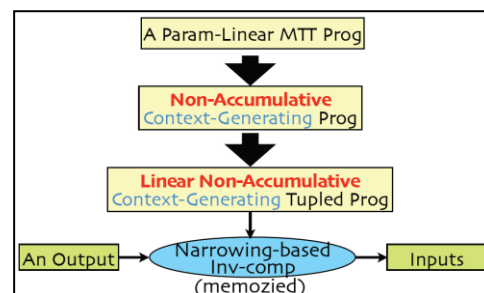 A Param-Linear MTT Prog
Non-Accumulative
Context-Generating Prog
Linear Non-Accumulative
Context-Generating Tupled Prog
An Output
Narrowing-based
Inv-comp
(memozied)
Inputs